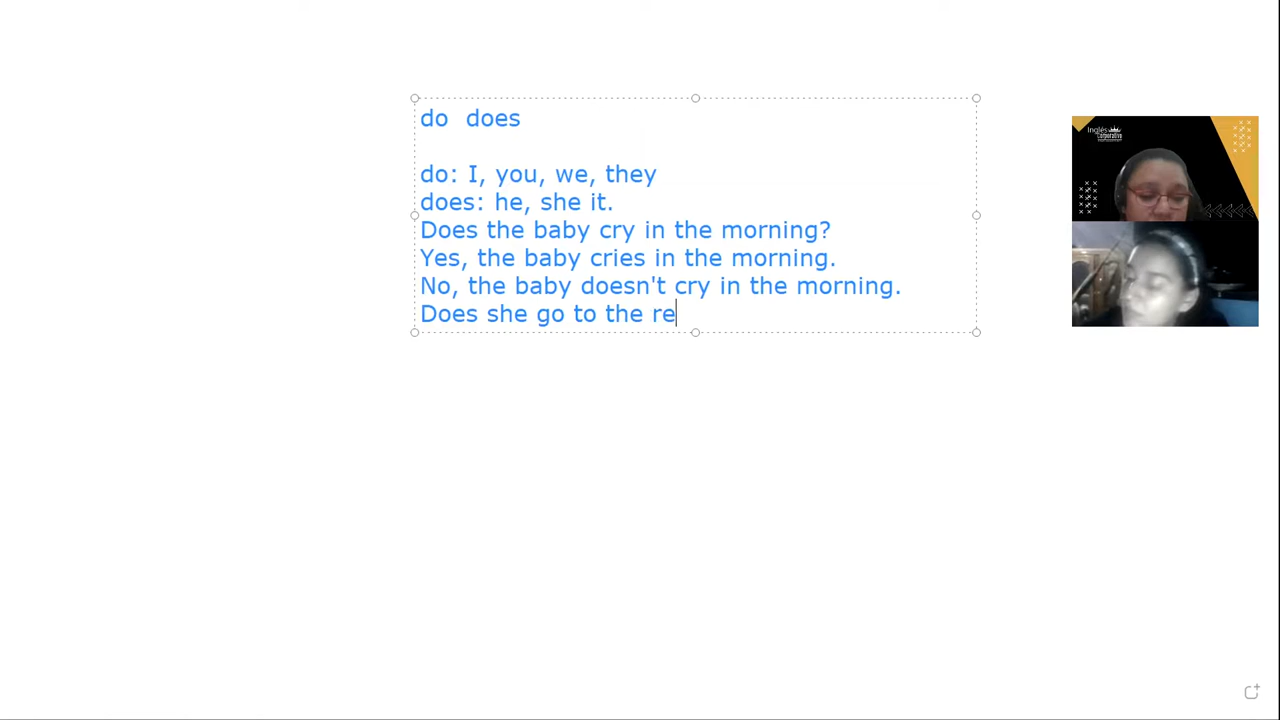 do does
do: I, you, we, they
does: he, she it.
Does the baby cry in the morning?
Yes, the baby cries in the morning.
No, the baby doesn't cry in the morning.
Does she go to the re
Inglés
Corporativo